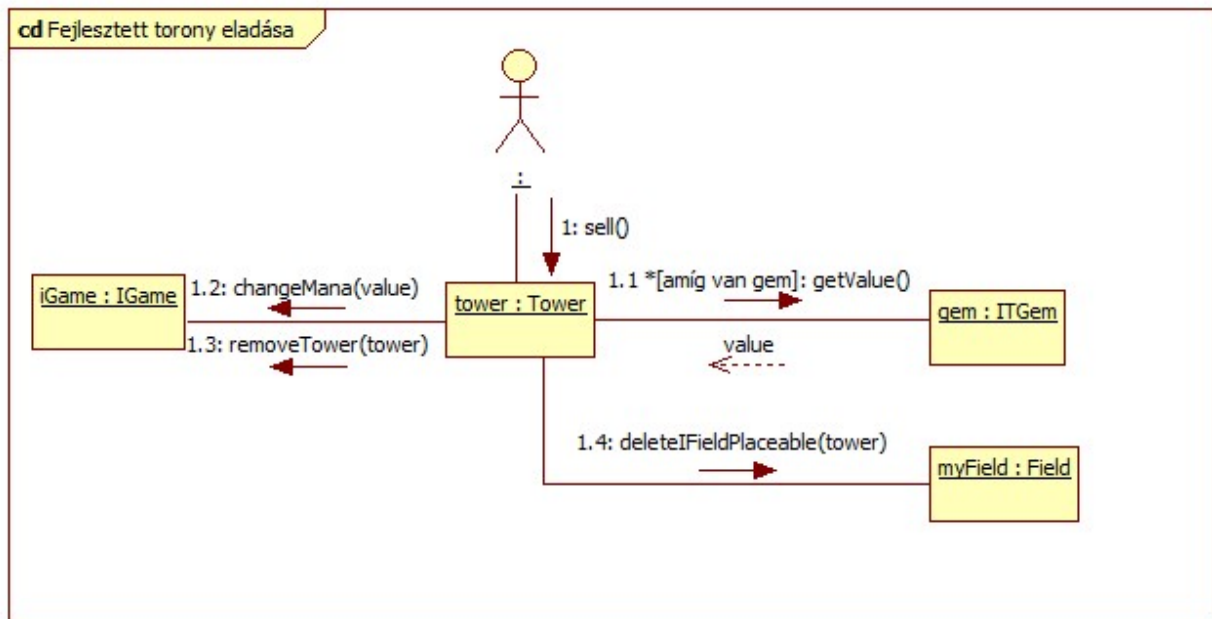 cd Fejlesztett torony eladása
:
1: sell()
1.2: changeMana(value)
1.1 *[amíg van gem]: getValue()
iGame : IGame
tower : Tower
gem : ITGem
1.3: removeTower(tower)
value
1.4: deleteIFieldPlaceable(tower)
myField : Field